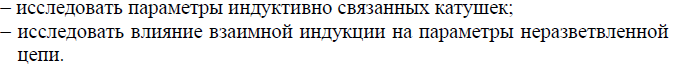 – исследовать параметры индуктивно связанных катушек;
– исследовать влияние взаимной индукции на параметры неразветвленной
цепи.